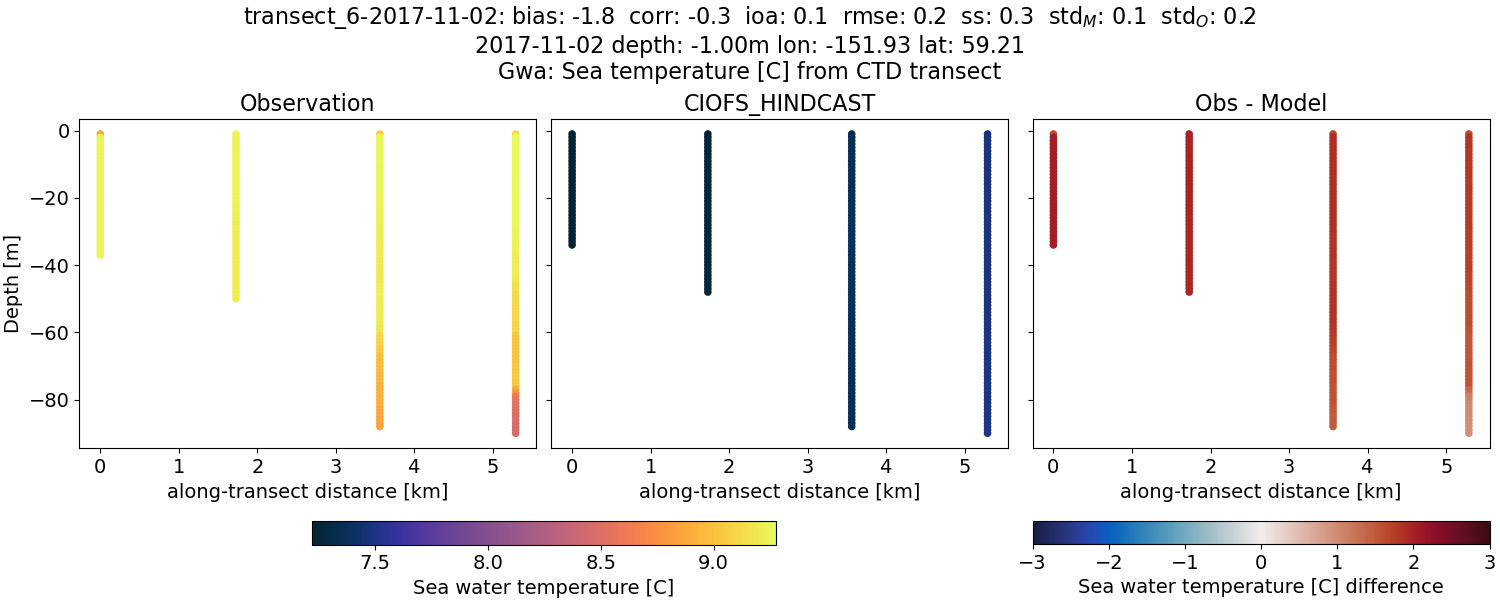 transect_6-2017-11-02: bias: -1.8  corr: -0.3  ioa: 0.1  rmse: 0.2  ss: 0.3  std_M: 0.1  std_O: 0.2
2017-11-02 depth: -1.00m lon: -151.93 lat: 59.21
Gwa: Sea temperature [C] from CTD transect
Observation
CIOFS_HINDCAST
Obs - Model
Depth [m]
0
−20
−40
−60
−80
0 1 2 3 4 5
0 1 2 3 4 5
0 1 2 3 4 5
along-transect distance [km]
along-transect distance [km]
along-transect distance [km]
7.5 8.0 8.5 9.0
Sea water temperature [C]
−3 −2 −1 0 1 2 3
Sea water temperature [C] difference